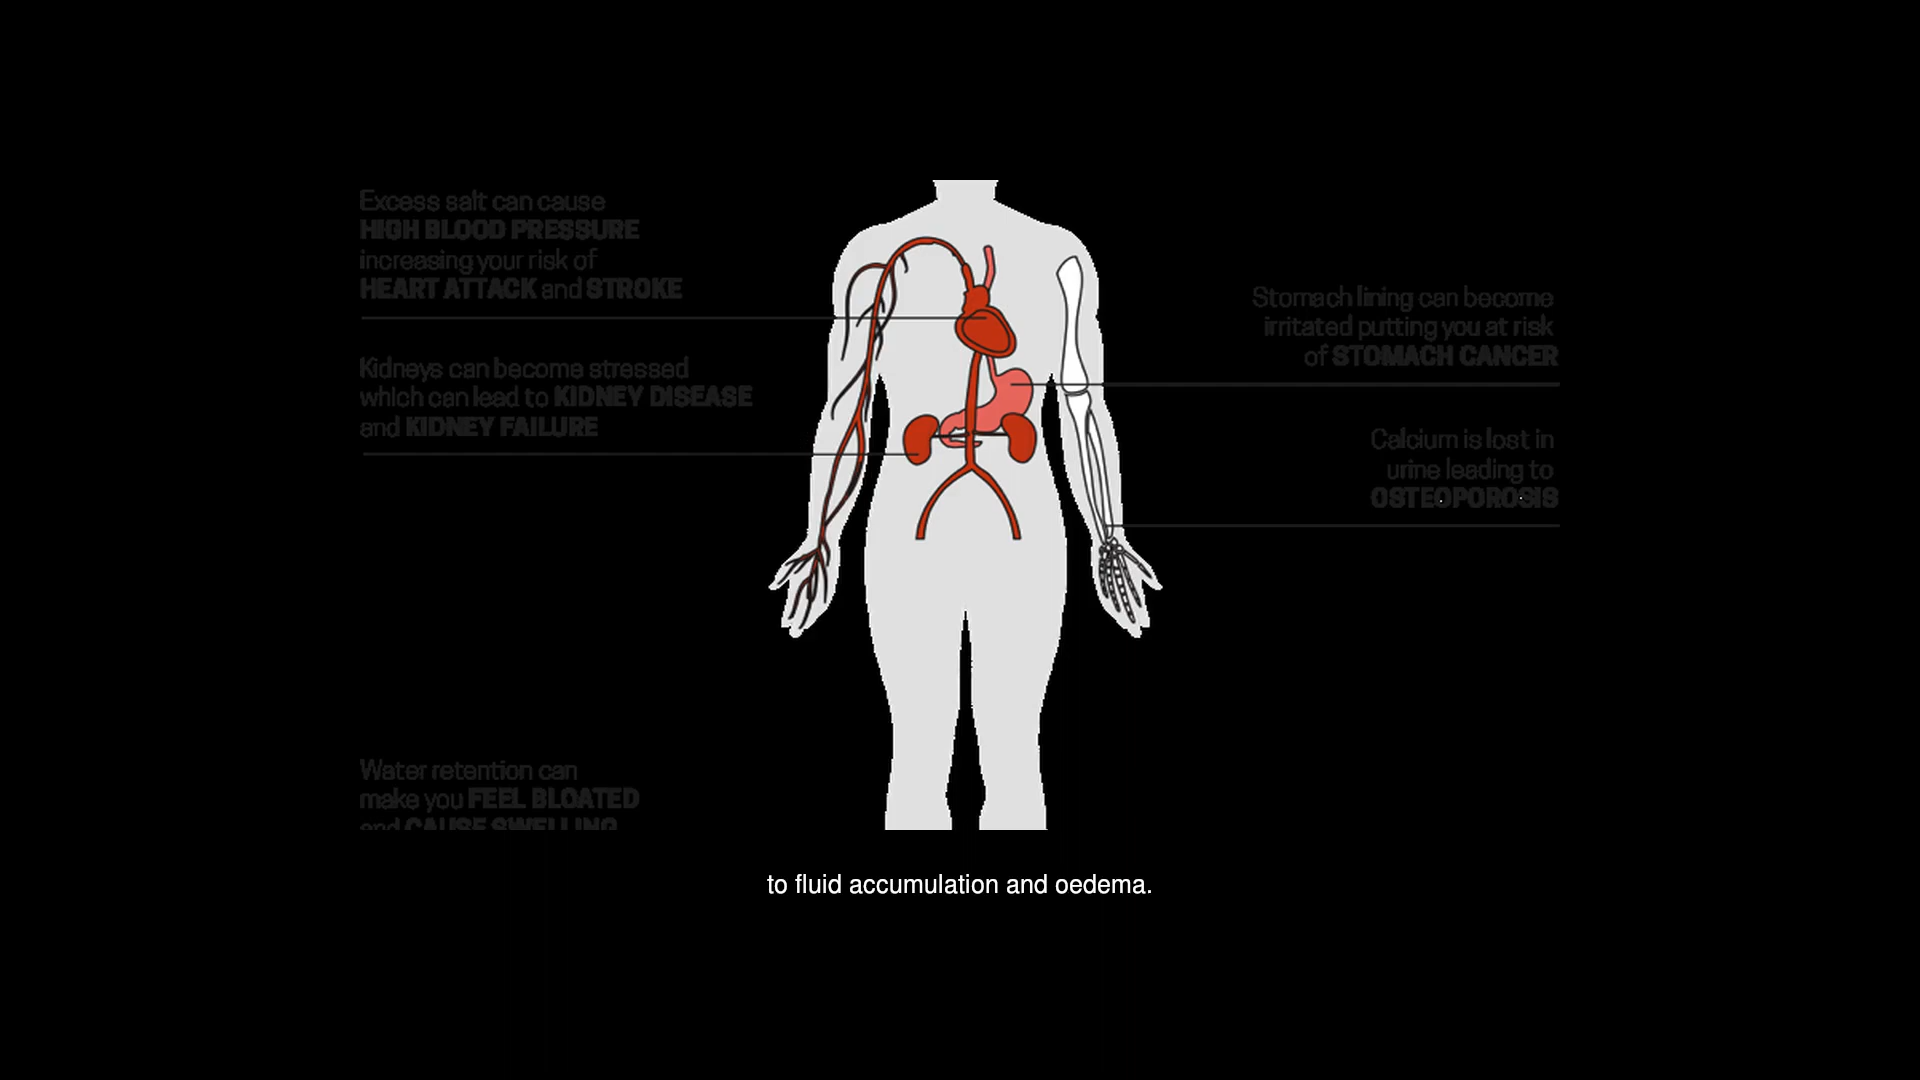 Excess salt can cause
HIGH BLOOD PRESSURE
increasing your risk of
HEART ATTACK and STROKE
Kidneys can become stressed
which can lead to KIDNEY DISEASE
and KIDNEY FAILURE
Stomach lining can become
irritated putting you at risk
of STOMACH CANCER
Calcium is lost in
urine leading to
OSTEOPOROSIS
Water retention can
make you FEEL BLOATED
and CAUSE SWELLING
to fluid accumulation and oedema.